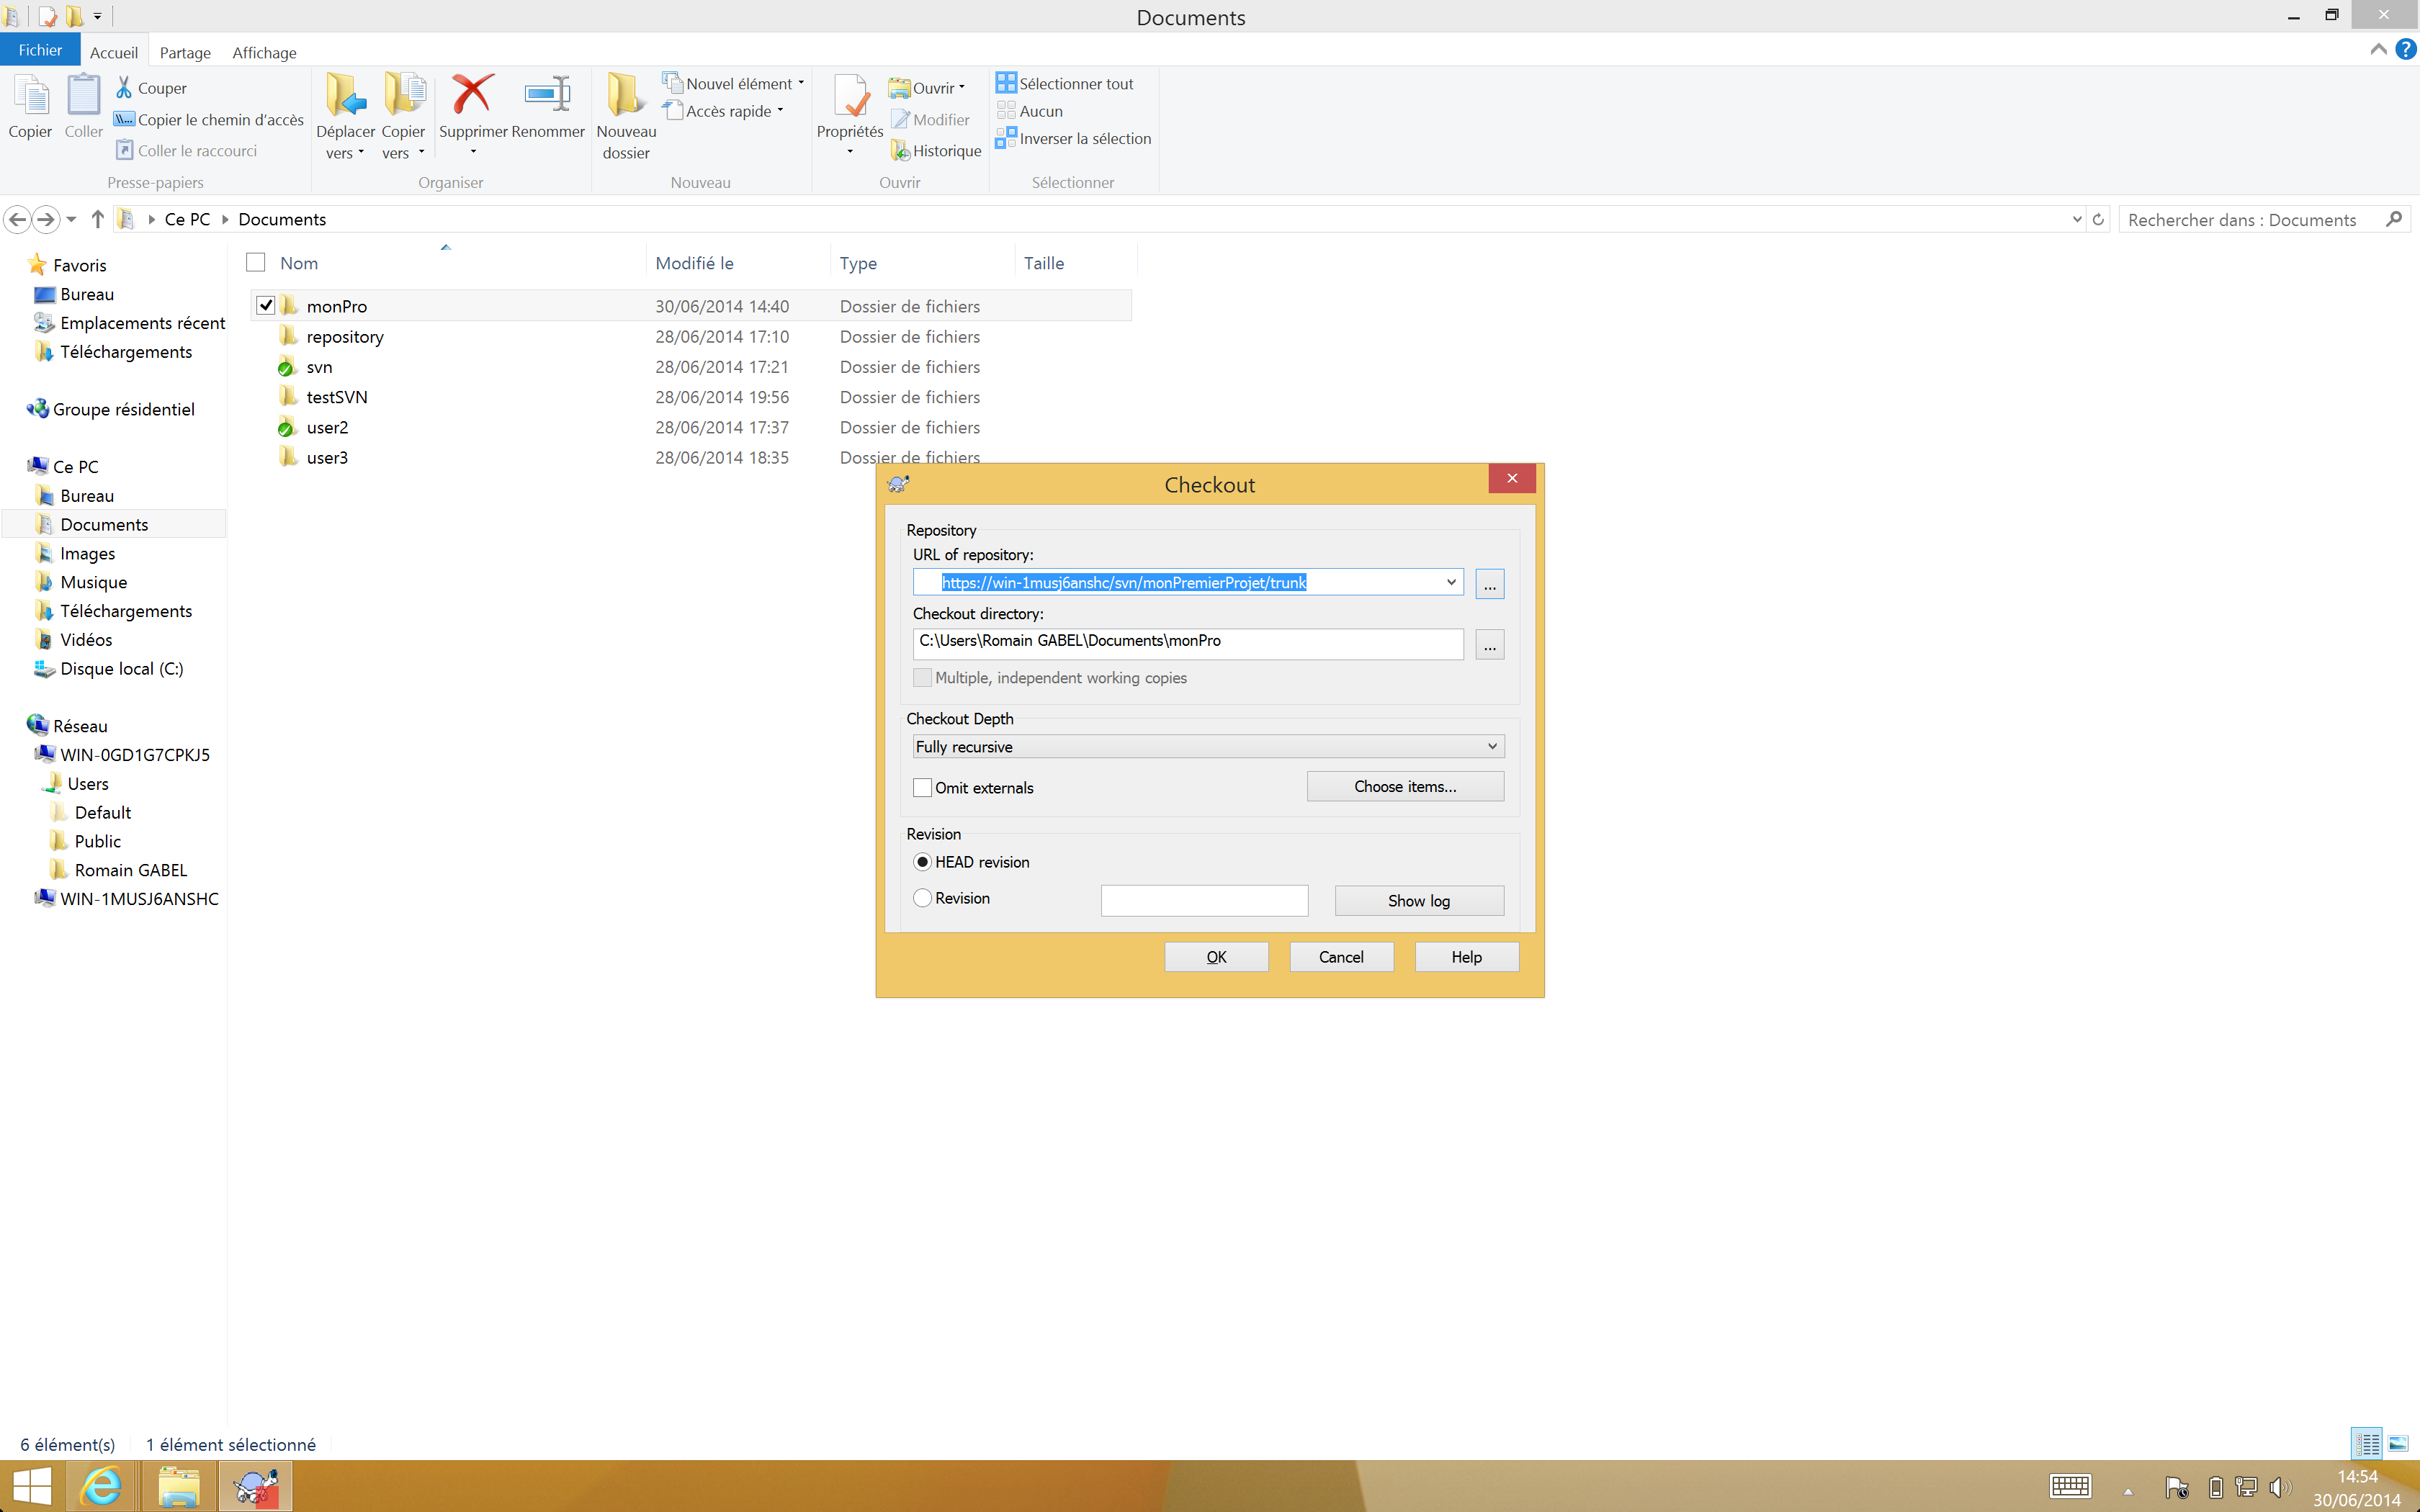 Documents
Fichier
Accueil
Partage
Affichage
Copier
Coller
Couper
Copier le chemin d'accès
Coller le raccourci
Presse-papiers
Déplacer vers
Copier vers
Supprimer
Renommer
Organiser
Nouveau dossier
Nouvel élément
Accès rapide
Nouveau
Propriétés
Ouvrir
Modifier
Historique
Ouvrir
Sélectionner tout
Aucun
Inverser la sélection
Sélectionner
Ce PC
Documents
Rechercher dans : Documents
Favoris
Bureau
Emplacements récent
Téléchargements
Groupe résidentiel
Ce PC
Bureau
Documents
Images
Musique
Téléchargements
Vidéos
Disque local (C:)
Réseau
WIN-0GD1G7CPKJ5
Users
Default
Public
Romain GABEL
WIN-1MUSJ6ANSHC
Nom Modifié le Type Taille
monPro 30/06/2014 14:40 Dossier de fichiers
repository 28/06/2014 17:10 Dossier de fichiers
svn 28/06/2014 17:21 Dossier de fichiers
testSVN 28/06/2014 19:56 Dossier de fichiers
user2 28/06/2014 17:37 Dossier de fichiers
user3 28/06/2014 18:35 Dossier de fichiers
Checkout
Repository
URL of repository:
https://win-1musj6anshc/svn/monPremierProjet/trunk
...
Checkout directory:
C:\Users\Romain GABEL\Documents\monPro
...
Multiple, independent working copies
Checkout Depth
Fully recursive
Omit externals
Choose items...
Revision
HEAD revision
Revision
Show log
OK
Cancel
Help
6 élément(s)
1 élément sélectionné
14:54
30/06/2014